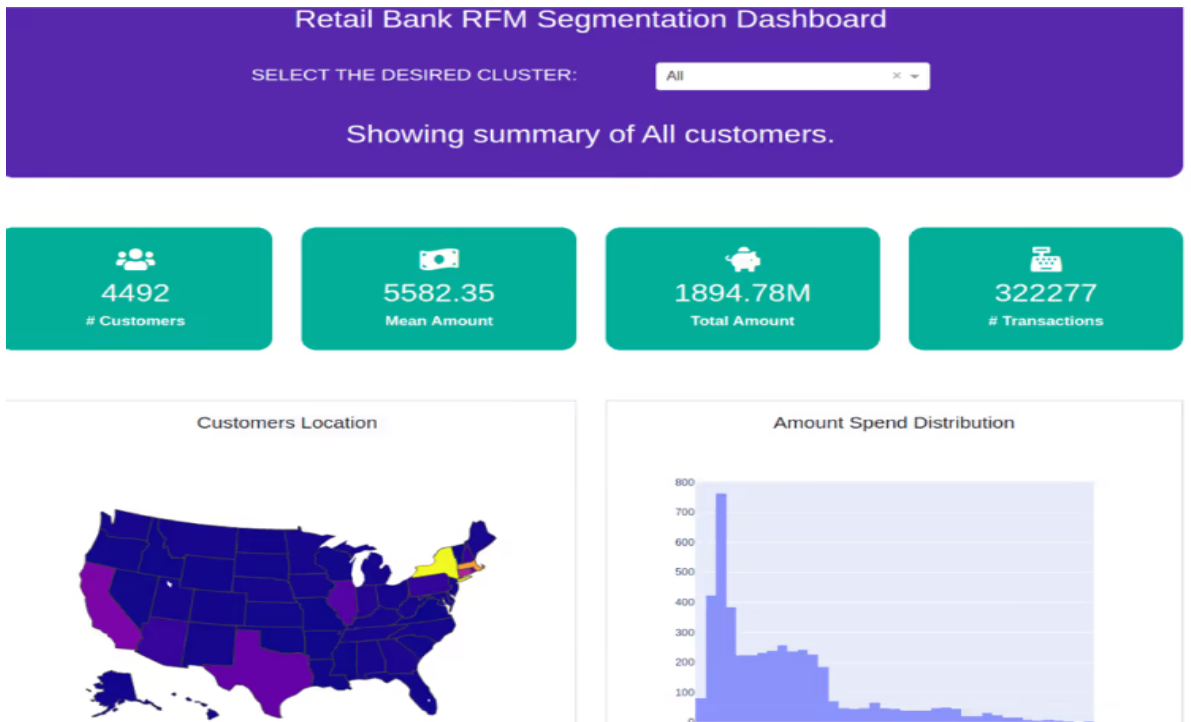 Retail Bank RFM Segmentation Dashboard
SELECT THE DESIRED CLUSTER:
All
Showing summary of All customers.
4492
# Customers
5582.35
Mean Amount
1894.78M
Total Amount
322277
# Transactions
Customers Location
Amount Spend Distribution
800
700
600
500
400
300
200
100
0